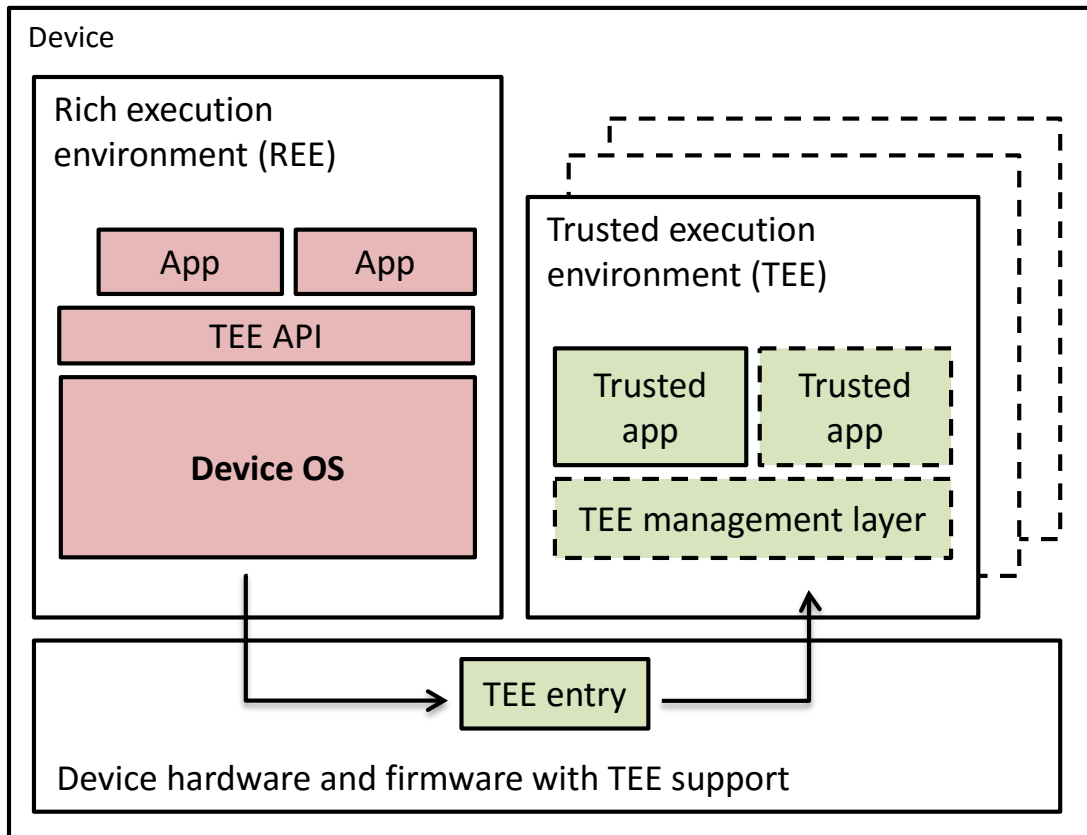 Device
Rich execution
environment (REE)
App
App
TEE API
Device OS
Trusted execution
environment (TEE)
Trusted
app
Trusted
app
TEE management layer
TEE entry
Device hardware and firmware with TEE support